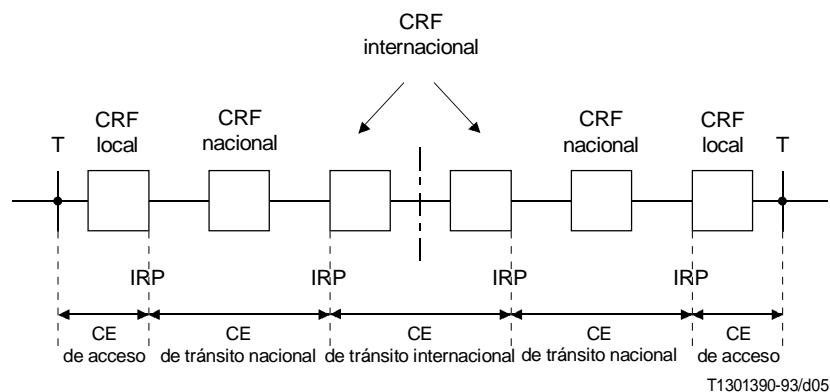 CRF
internacional
CRF
local
CRF
nacional
CRF
nacional
CRF
local
T
T
IRP
IRP
IRP
IRP
CE
de acceso
CE
de tránsito nacional
CE
de tránsito internacional
CE
de tránsito nacional
CE
de acceso
T1301390-93/d05